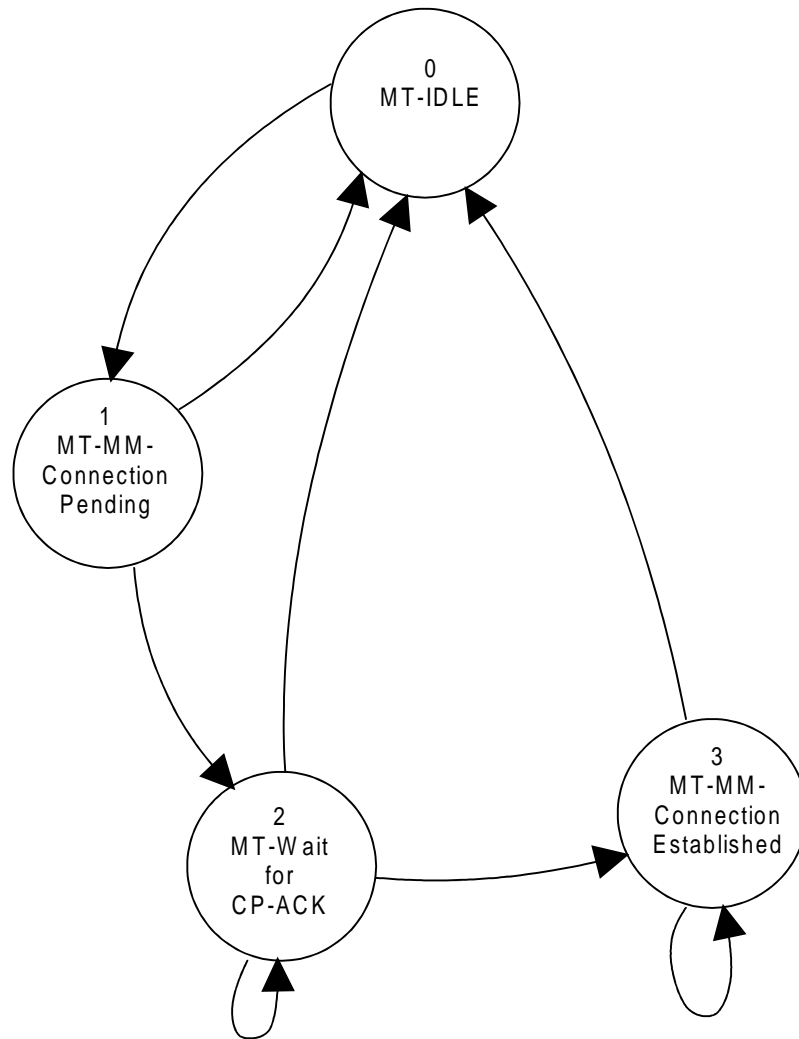 0
MT-IDLE
1
MT-MM-
Connection
Pending
2
MT-Wait
for
CP-ACK
3
MT-MM-
Connection
Established